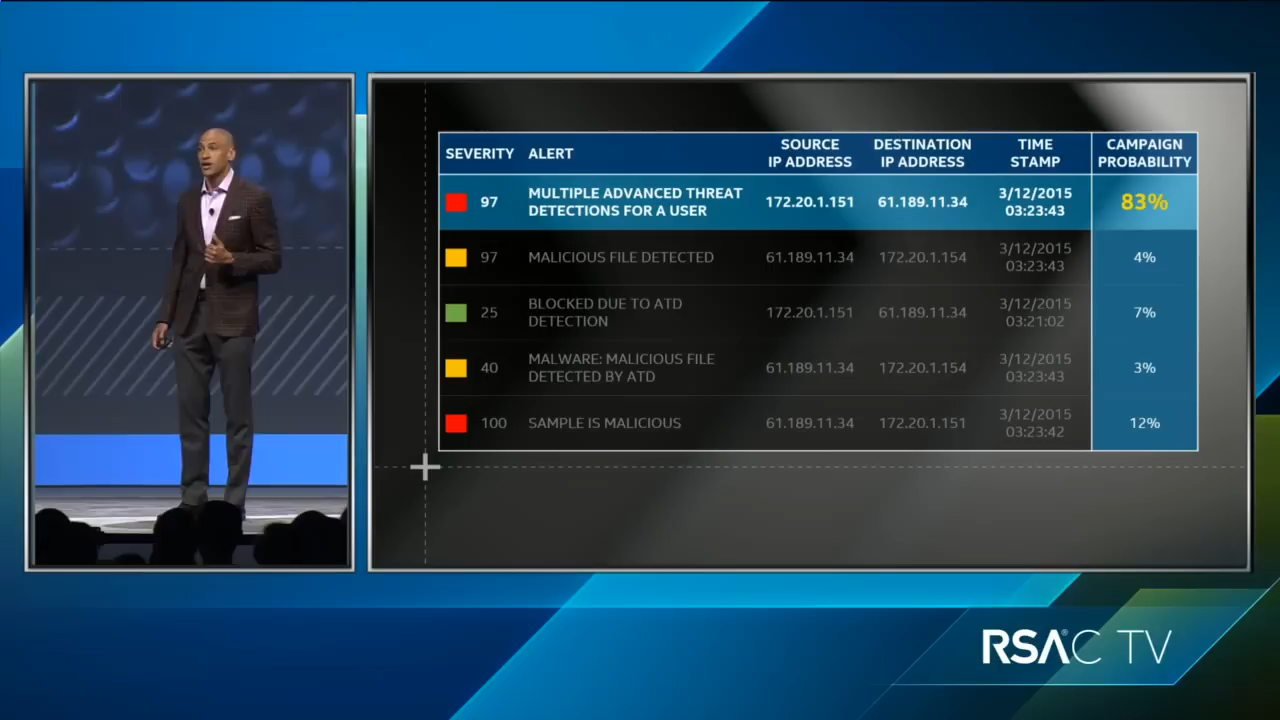 SEVERITY ALERT SOURCE IP ADDRESS DESTINATION IP ADDRESS TIME STAMP CAMPAIGN PROBABILITY
97 MULTIPLE ADVANCED THREAT DETECTIONS FOR A USER 172.20.1.151 61.189.11.34 3/12/2015 03:23:43 83%
97 MALICIOUS FILE DETECTED 61.189.11.34 172.20.1.154 3/12/2015 03:23:43 4%
25 BLOCKED DUE TO ATD DETECTION 172.20.1.151 61.189.11.34 3/12/2015 03:21:02 7%
40 MALWARE: MALICIOUS FILE DETECTED BY ATD 61.189.11.34 172.20.1.154 3/12/2015 03:23:43 3%
100 SAMPLE IS MALICIOUS 61.189.11.34 172.20.1.151 3/12/2015 03:23:42 12%
RSA®C TV